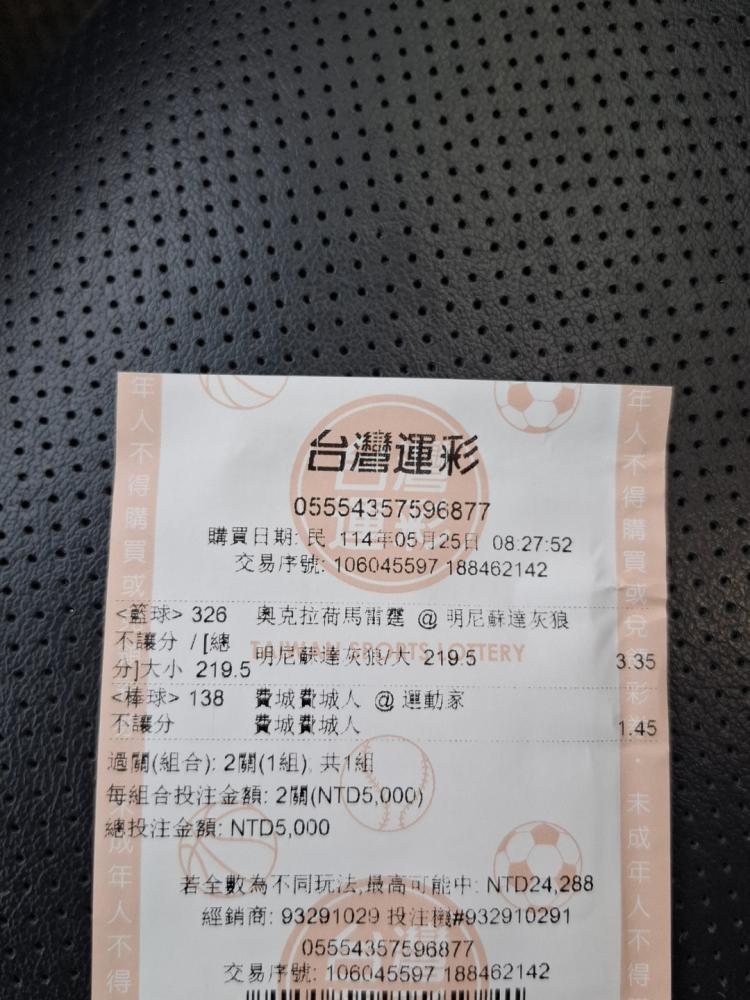 台灣運彩
05554357596877
購買日期: 民 114年05月25日 08:27:52
交易序號: 106045597 188462142
<籃球> 326 奧克拉荷馬雷霆 @ 明尼蘇達灰狼
不讓分 / [總
分]大小 219.5 明尼蘇達灰狼/大 219.5 3.35
TAIWAN SPORTS LOTTERY
<棒球> 138 費城費城人 @ 運動家
不讓分 費城費城人 1.45
過關(組合): 2關(1組), 共1組
每組合投注金額: 2關(NTD5,000)
總投注金額: NTD5,000
若全數為不同玩法,最高可能中: NTD24,288
經銷商: 93291029 投注機#932910291
05554357596877
交易序號: 106045597 188462142
年人不得購買或
成年人不得
年人不得購買或兌
彩
未成年人不得